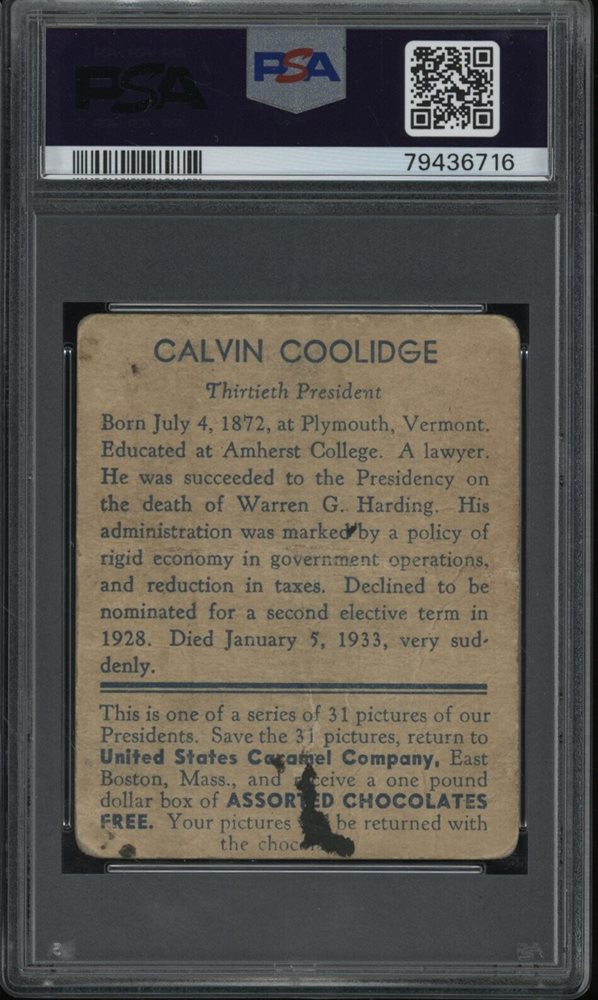 PSA PSA
79436716
CALVIN COOLIDGE
Thirtieth President
Born July 4, 1872, at Plymouth, Vermont.
Educated at Amherst College. A lawyer.
He was succeeded to the Presidency on
the death of Warren G. Harding. His
administration was marked by a policy of
rigid economy in government operations,
and reduction in taxes. Declined to be
nominated for a second elective term in
1928. Died January 5, 1933, very sud-
denly.
This is one of a series of 31 pictures of our
Presidents. Save the 31 pictures, return to
United States Caramel Company, East
Boston, Mass., and receive a one pound
dollar box of ASSORTED CHOCOLATES
FREE. Your pictures be returned with
the